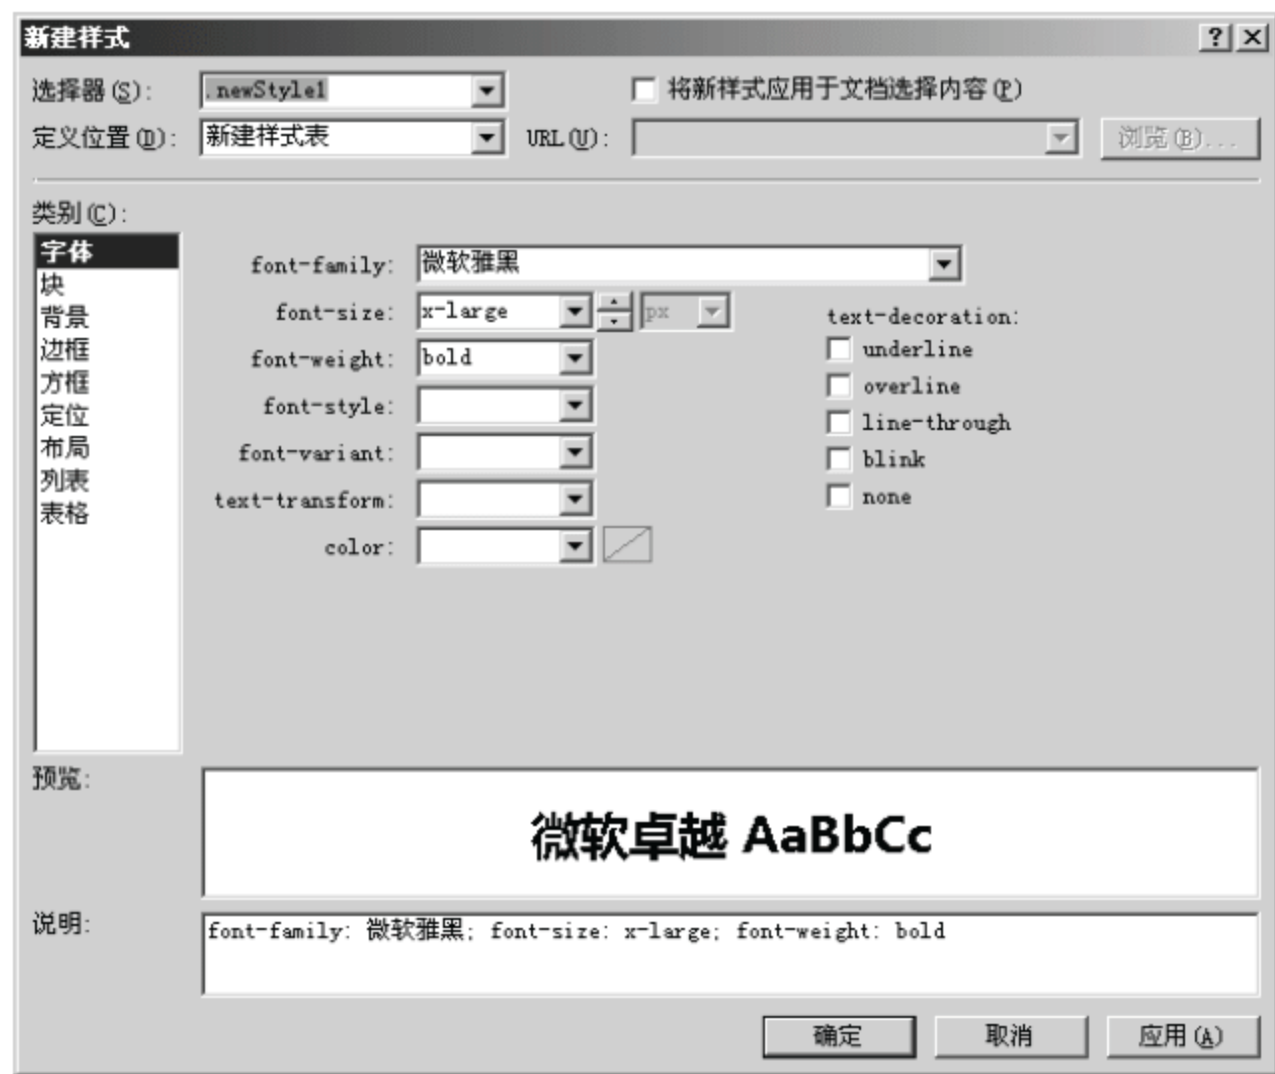 新建样式
选择器(S): .newStyle1 将新样式应用于文档选择内容(P)
定义位置(D): 新建样式表 URL(U): 浏览(B)...
类别(C):
字体
块
背景
边框
方框
定位
布局
列表
表格
font-family: 微软雅黑
font-size: x-large px
font-weight: bold
font-style:
font-variant:
text-transform:
color:
text-decoration:
underline
overline
line-through
blink
none
预览:
微软卓越 AaBbCc
说明:
font-family: 微软雅黑; font-size: x-large; font-weight: bold
确定 取消 应用(A)